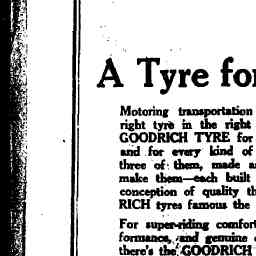 A Tyre for
Motoring transportation
right tyre in the right
GOODRICH TYRE for
and for every kind of
three of them, made a
make them—each built
conception of quality th
RICH tyres famous the
For super-riding comfort
formance, and genuine
there's the GOODRICH